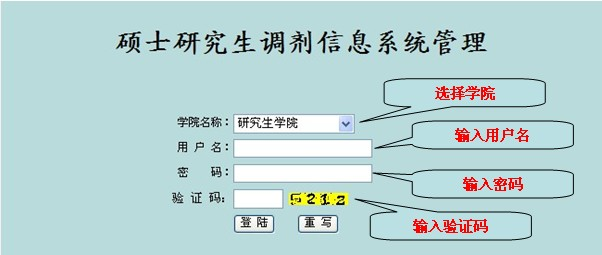 硕士研究生调剂信息系统管理
选择学院
学院名称：研究生学院
输入用户名
用 户 名：
密 码：
输入密码
验 证 码：5212
登 陆 重 写
输入验证码